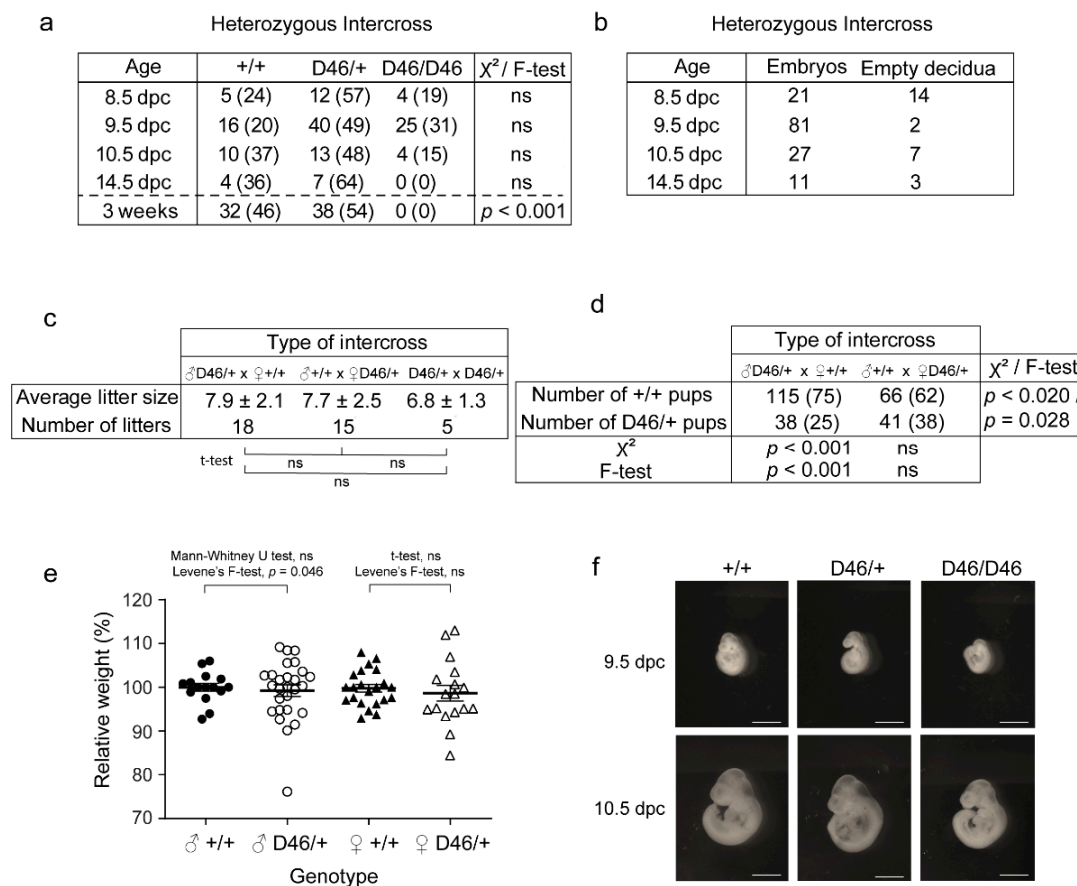 a
Heterozygous Intercross
Age +/+ D46/+ D46/D46 Χ² / F-test
8.5 dpc 5 (24) 12 (57) 4 (19) ns
9.5 dpc 16 (20) 40 (49) 25 (31) ns
10.5 dpc 10 (37) 13 (48) 4 (15) ns
14.5 dpc 4 (36) 7 (64) 0 (0) ns
3 weeks 32 (46) 38 (54) 0 (0) p < 0.001
b
Heterozygous Intercross
Age Embryos Empty decidua
8.5 dpc 21 14
9.5 dpc 81 2
10.5 dpc 27 7
14.5 dpc 11 3
c
Type of intercross
♂D46/+ x ♀+/+ ♂+/+ x ♀D46/+ D46/+ x D46/+
Average litter size 7.9 ± 2.1 7.7 ± 2.5 6.8 ± 1.3
Number of litters 18 15 5
t-test ns ns
ns
d
Type of intercross
♂D46/+ x ♀+/+ ♂+/+ x ♀D46/+ Χ² / F-test
Number of +/+ pups 115 (75) 66 (62) p < 0.020 /
Number of D46/+ pups 38 (25) 41 (38) p = 0.028
Χ² p < 0.001 ns
F-test p < 0.001 ns
e
Mann-Whitney U test, ns
Levene's F-test, p = 0.046
t-test, ns
Levene's F-test, ns
Relative weight (%)
120
110
100
90
80
70
♂ +/+ ♂ D46/+ ♀ +/+ ♀ D46/+
Genotype
f
+/+ D46/+ D46/D46
9.5 dpc
10.5 dpc